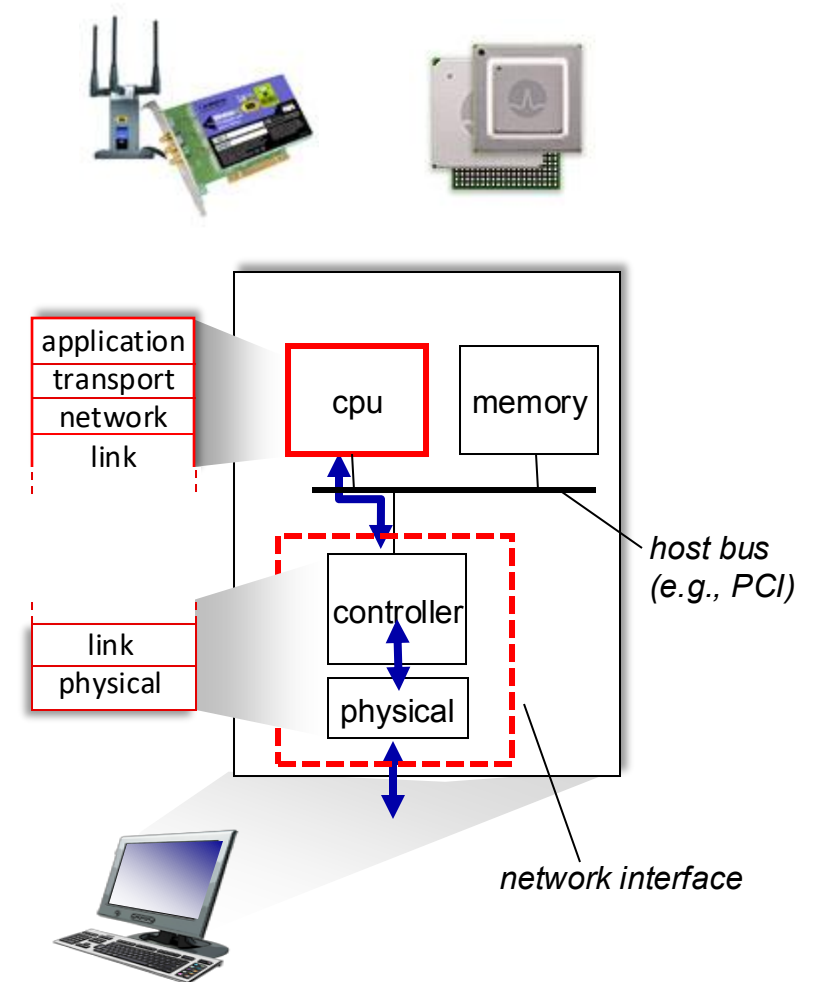 application
transport
network
link
cpu
memory
host bus
(e.g., PCI)
controller
link
physical
physical
network interface